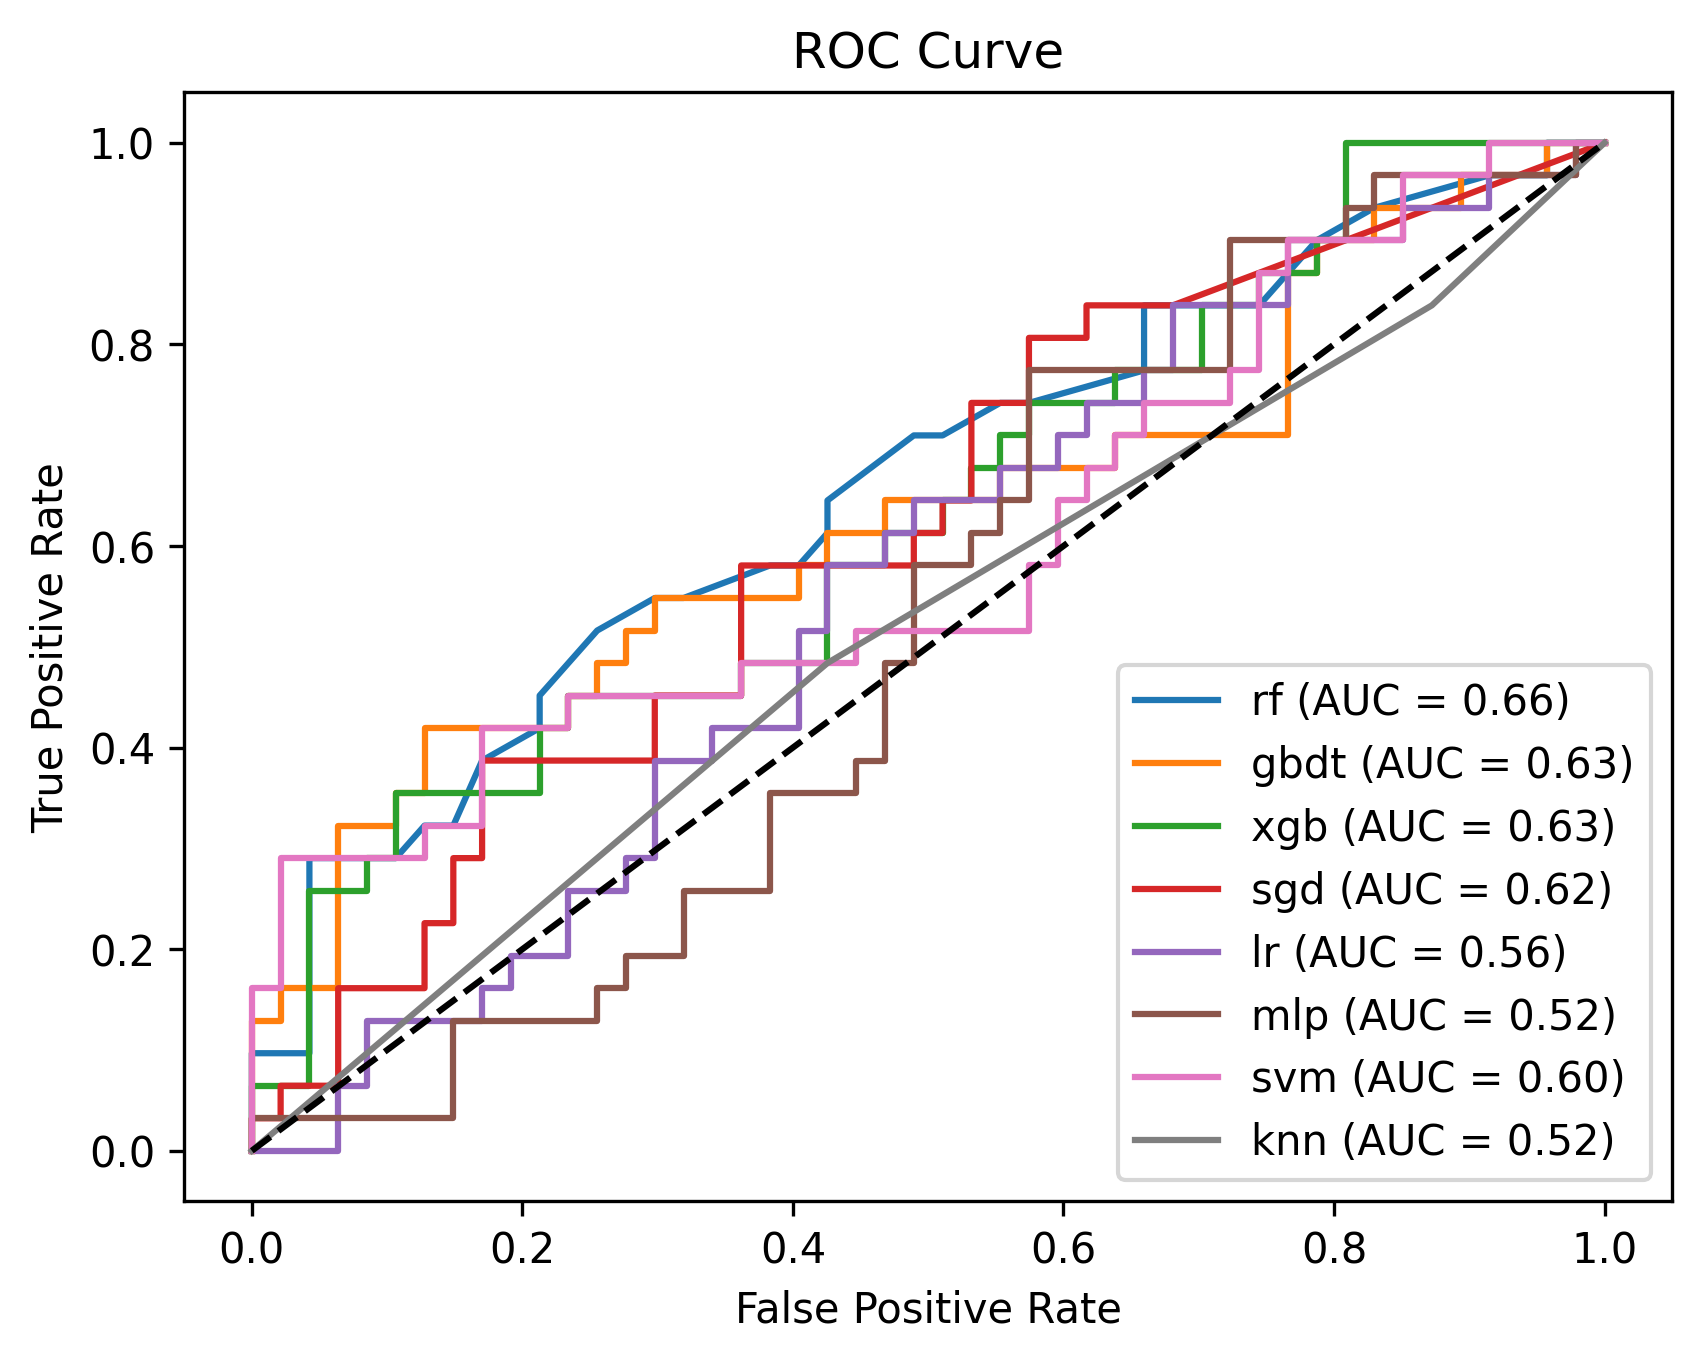 ROC Curve
True Positive Rate
1.0
0.8
0.6
0.4
0.2
0.0
rf (AUC = 0.66)
gbdt (AUC = 0.63)
xgb (AUC = 0.63)
sgd (AUC = 0.62)
lr (AUC = 0.56)
mlp (AUC = 0.52)
svm (AUC = 0.60)
knn (AUC = 0.52)
0.0 0.2 0.4 0.6 0.8 1.0
False Positive Rate